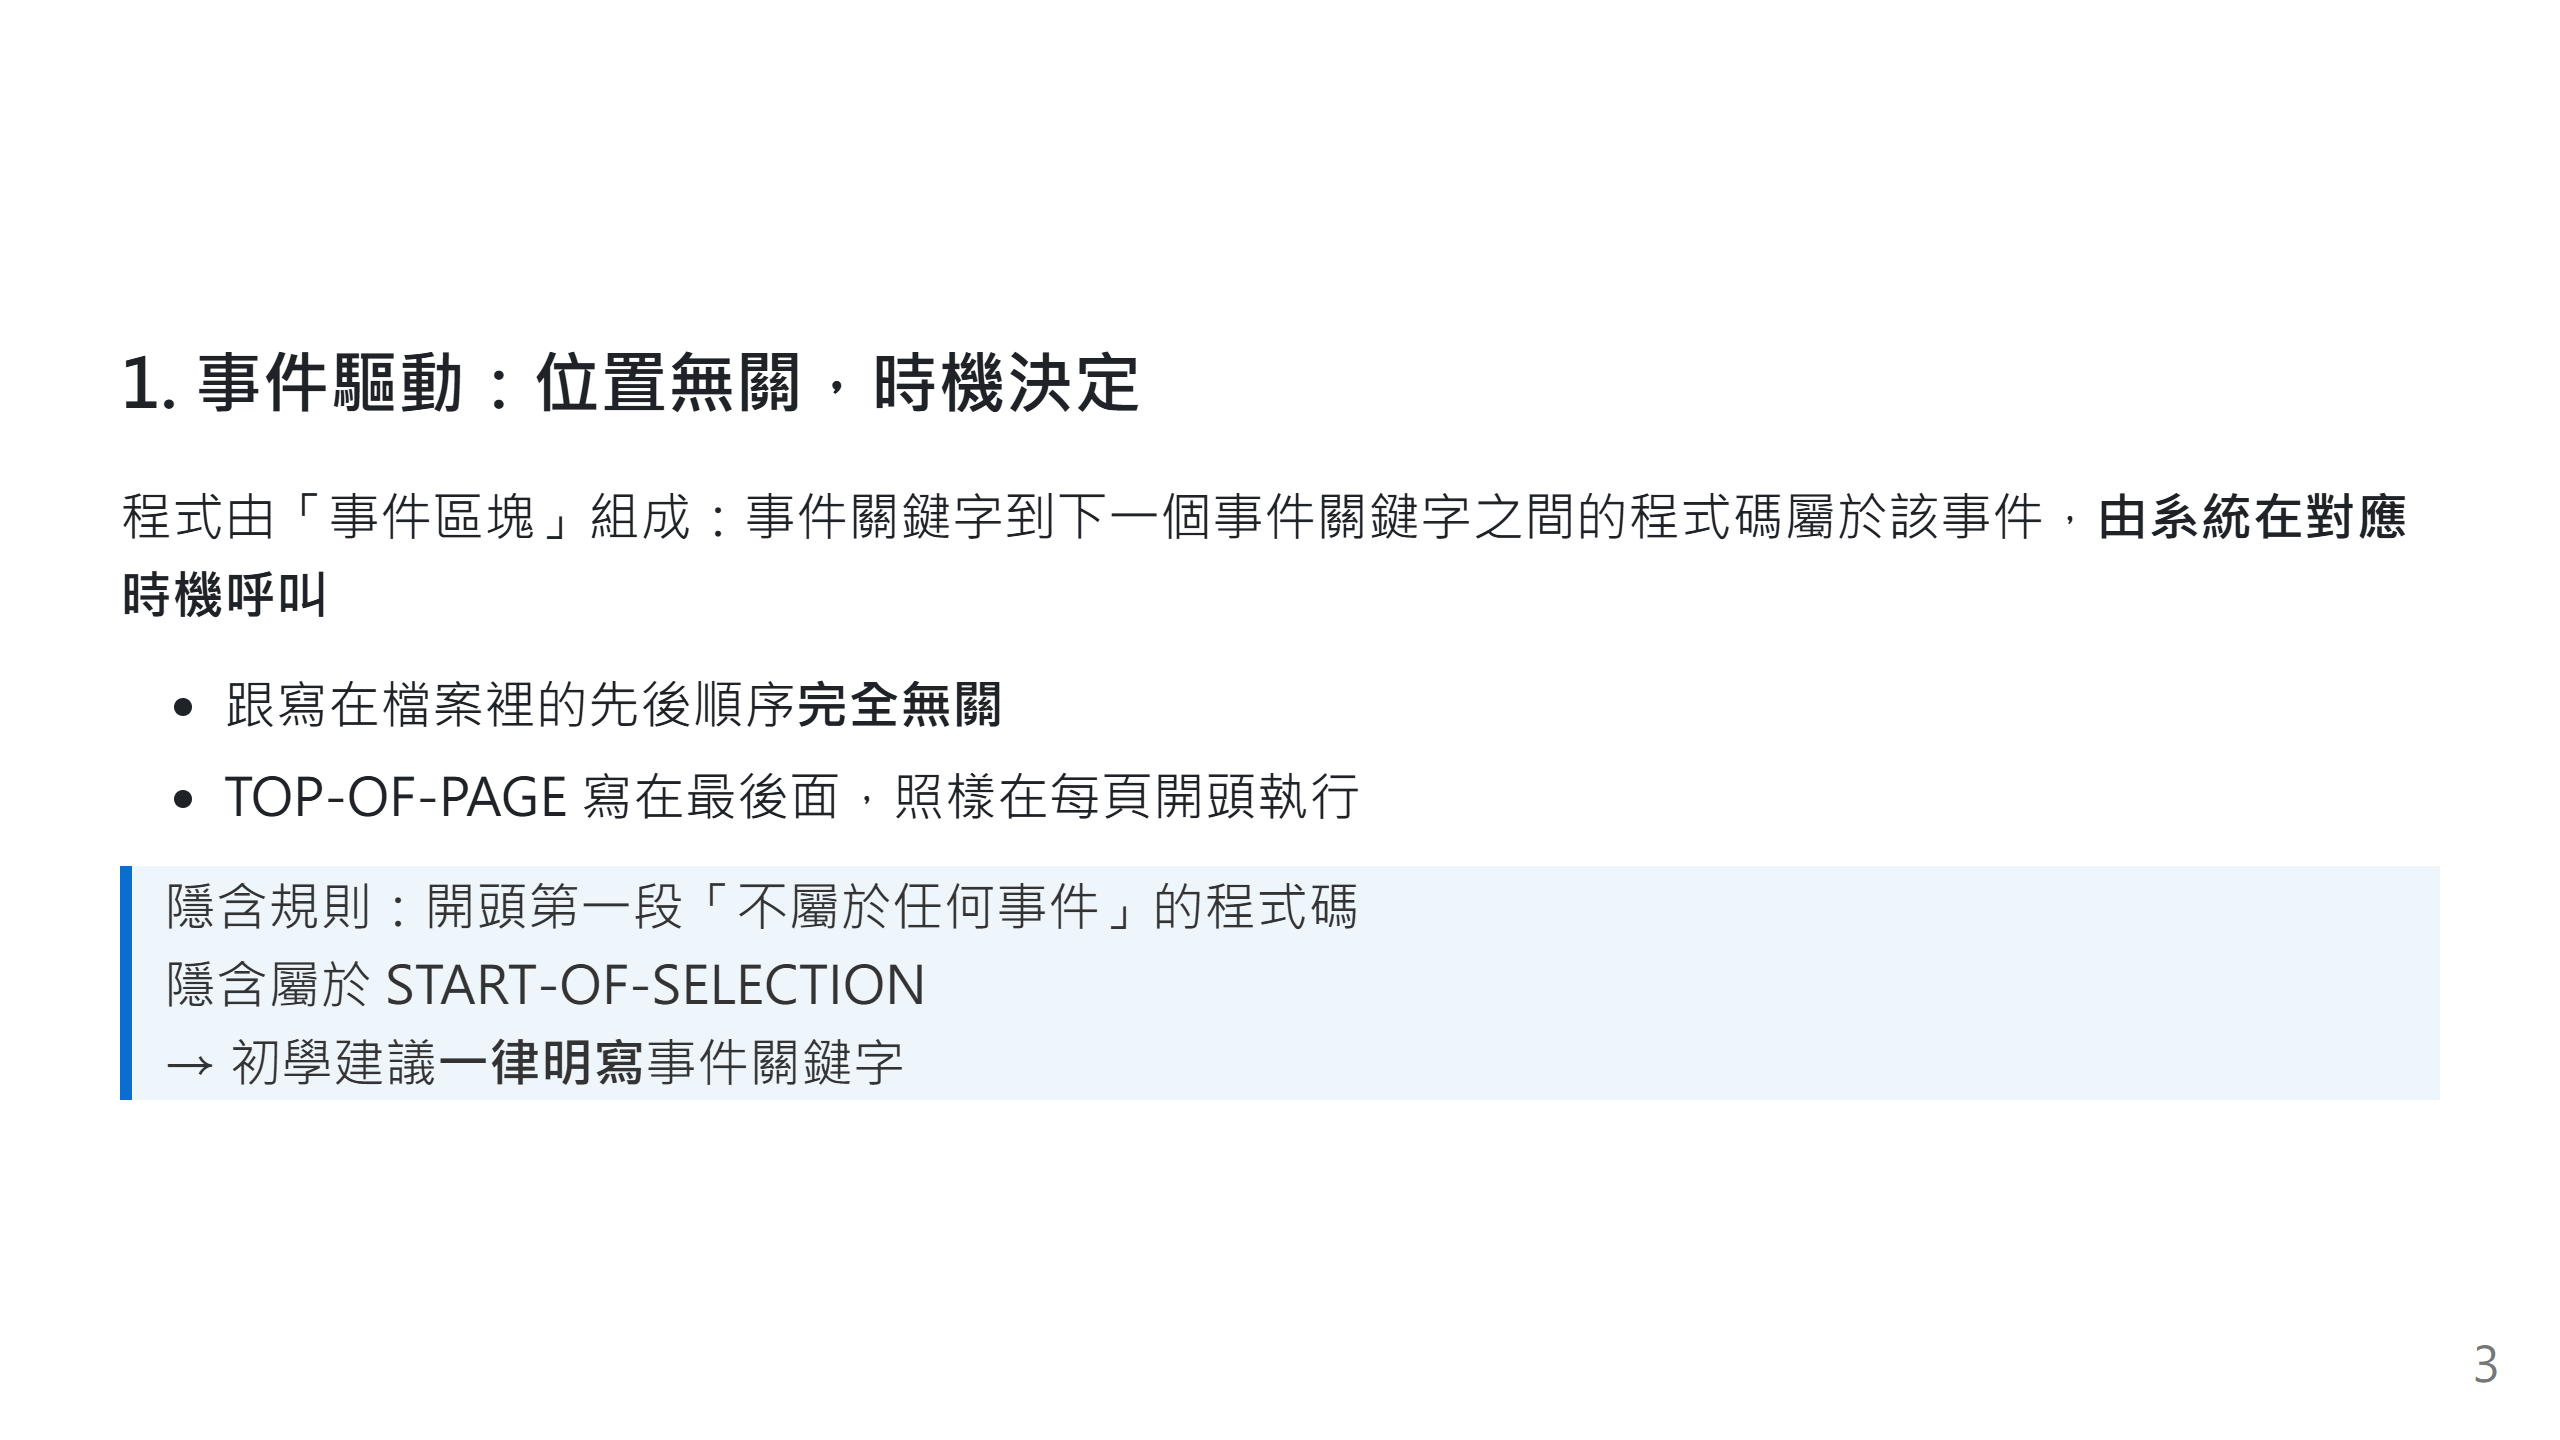 1. 事件驅動：位置無關，時機決定
程式由「事件區塊」組成：事件關鍵字到下一個事件關鍵字之間的程式碼屬於該事件，由系統在對應
時機呼叫
• 跟寫在檔案裡的先後順序完全無關
• TOP-OF-PAGE 寫在最後面，照樣在每頁開頭執行
隱含規則：開頭第一段「不屬於任何事件」的程式碼
隱含屬於 START-OF-SELECTION
→ 初學建議一律明寫事件關鍵字
3